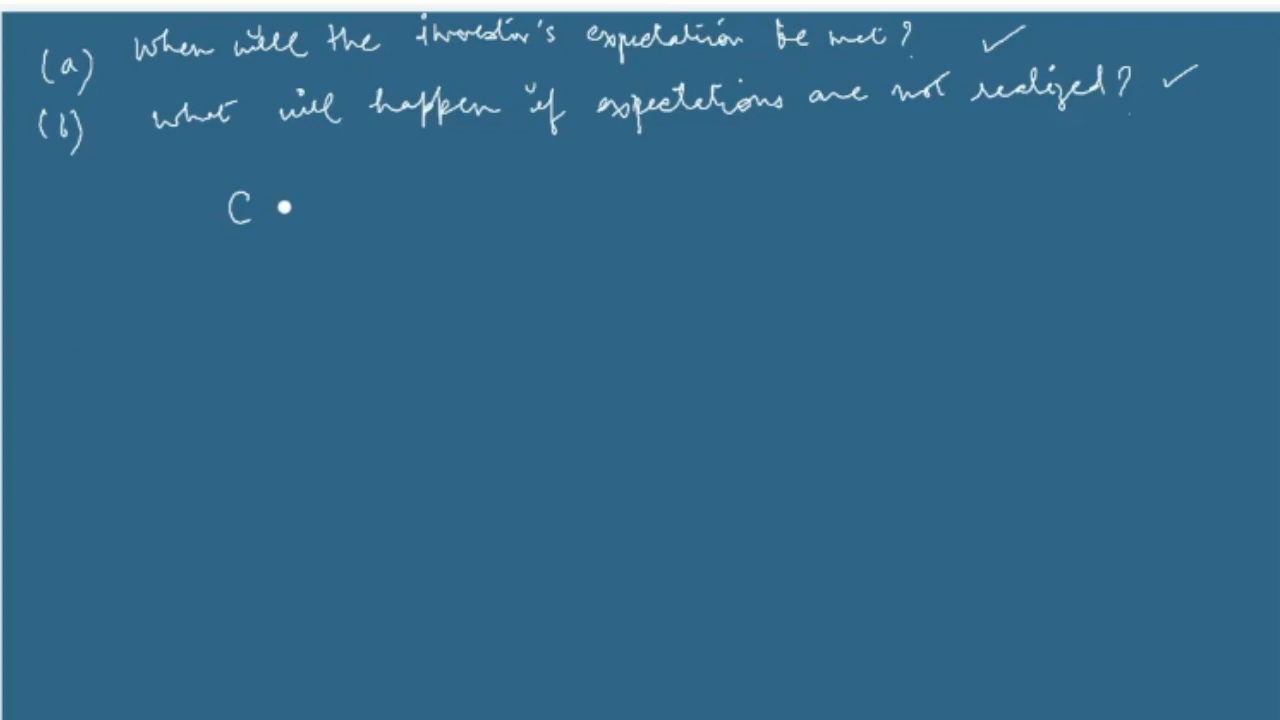 (a) When will the investor's expectation be met? ✓
(b) what will happen if expectations are not realized? ✓
C